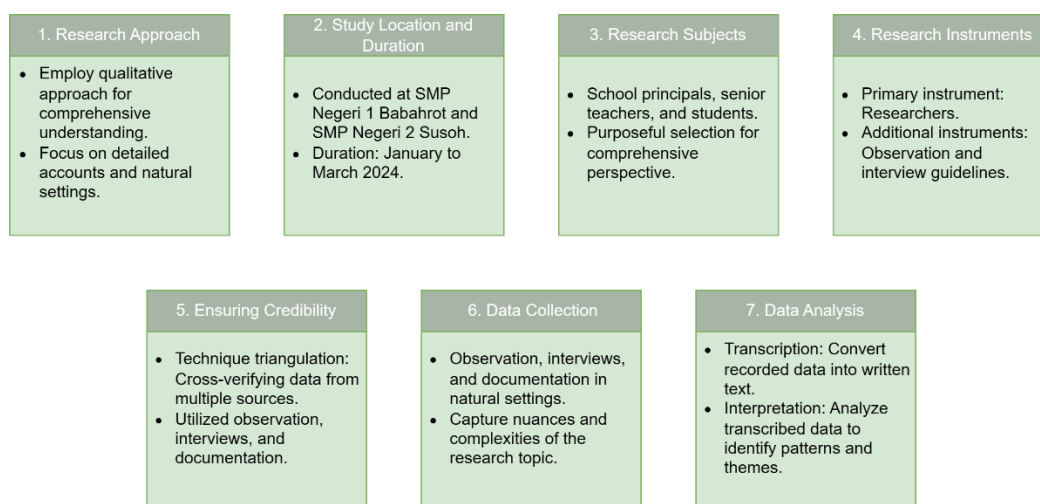 1. Research Approach
• Employ qualitative
approach for
comprehensive
understanding.
• Focus on detailed
accounts and natural
settings.
2. Study Location and
Duration
• Conducted at SMP
Negeri 1 Babahrot and
SMP Negeri 2 Susoh.
• Duration: January to
March 2024.
3. Research Subjects
• School principals, senior
teachers, and students.
• Purposeful selection for
comprehensive
perspective.
4. Research Instruments
• Primary instrument:
Researchers.
• Additional instruments:
Observation and
interview guidelines.
5. Ensuring Credibility
• Technique triangulation:
Cross-verifying data from
multiple sources.
• Utilized observation,
interviews, and
documentation.
6. Data Collection
• Observation, interviews,
and documentation in
natural settings.
• Capture nuances and
complexities of the
research topic.
7. Data Analysis
• Transcription: Convert
recorded data into written
text.
• Interpretation: Analyze
transcribed data to
identify patterns and
themes.